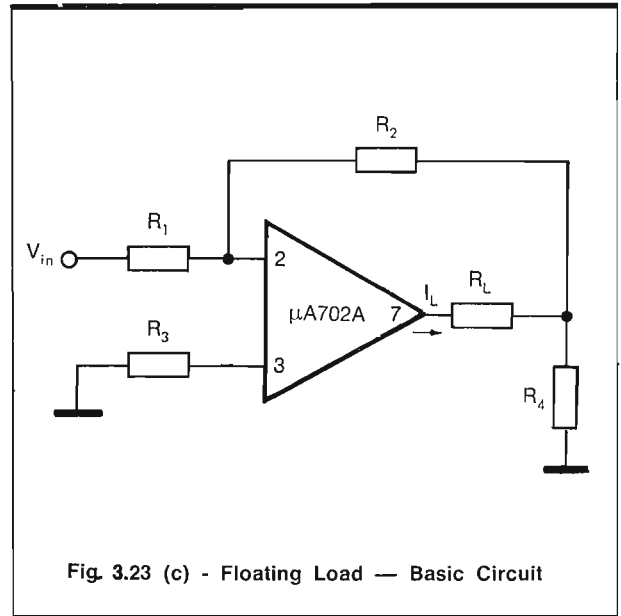 R2
R1
Vin
2
μA702A
7
IL
RL
R3
3
R4
Fig. 3.23 (c) - Floating Load — Basic Circuit